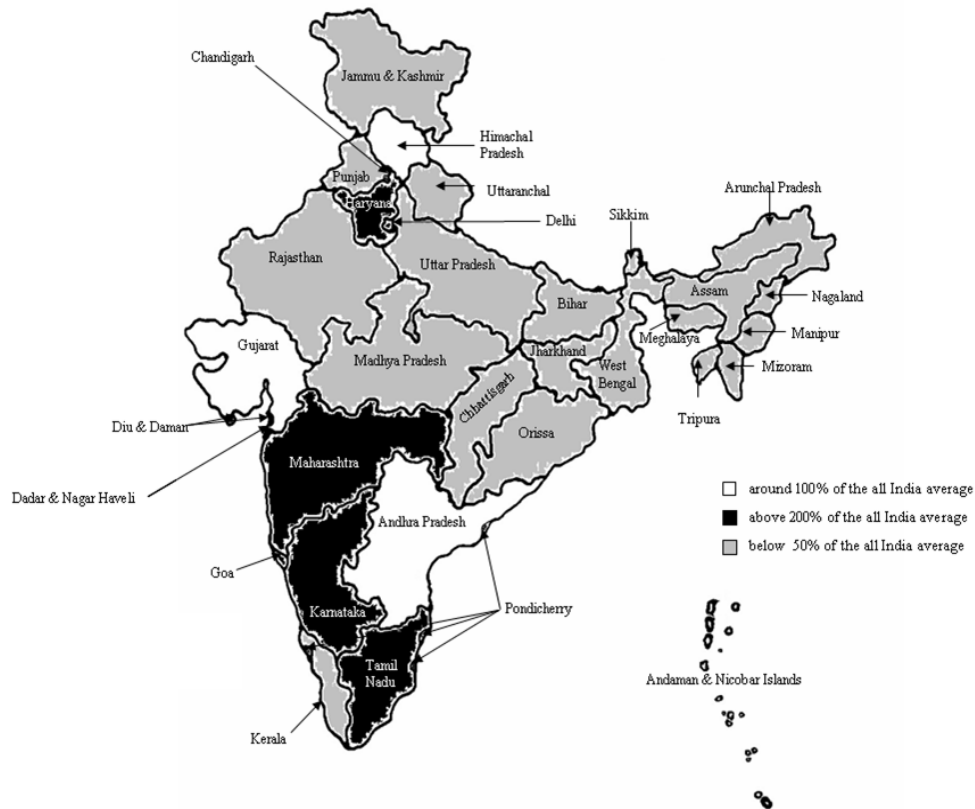 Chandigarh
Jammu & Kashmir
Himachal
Pradesh
Punjab
Uttaranchal
Arunchal Pradesh
Haryana
Delhi
Sikkim
Rajasthan
Uttar Pradesh
Assam
Bihar
Nagaland
Gujarat
Meghalaya
Manipur
Madhya Pradesh
Jharkhand
West
Bengal
Mizoram
Chhattisgarh
Tripura
Diu & Daman
Orissa
Maharashtra
Dadar & Nagar Haveli
Andhra Pradesh
Goa
Karnataka
Pondicherry
Tamil
Nadu
Kerala
around 100% of the all India average
above 200% of the all India average
below 50% of the all India average
Andaman & Nicobar Islands